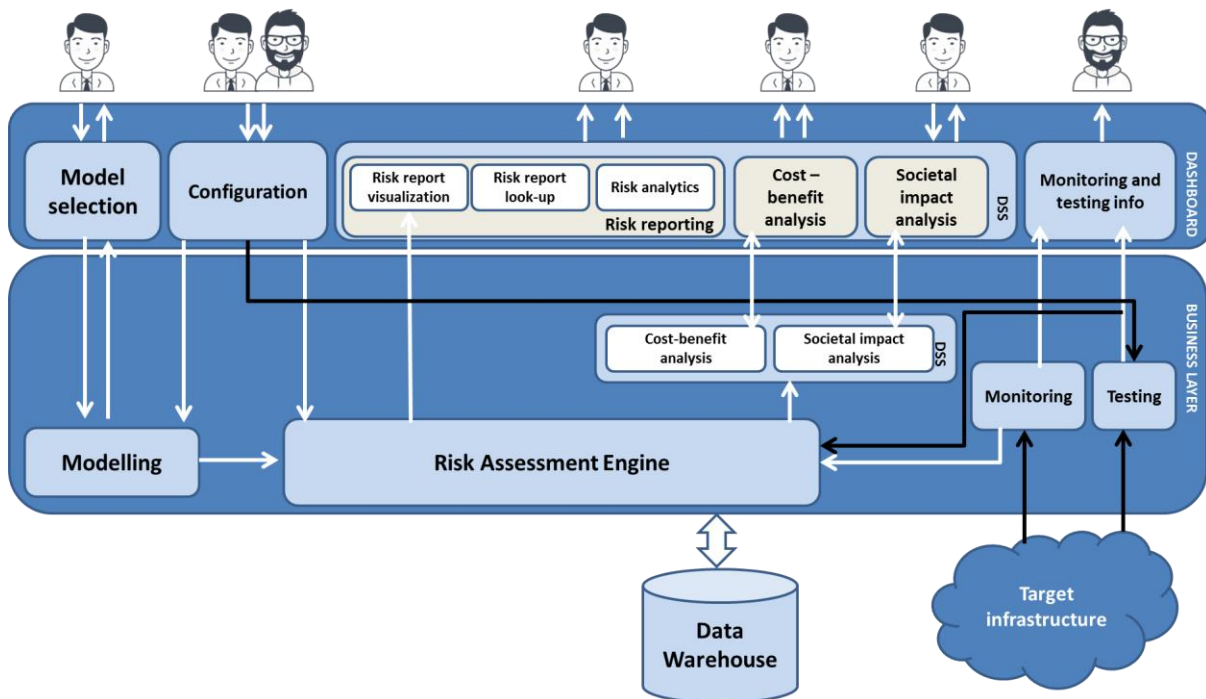 Model
selection
Configuration
Risk report
visualization
Risk report
look-up
Risk analytics
Risk reporting
Cost –
benefit
analysis
Societal
impact
analysis
DSS
Monitoring and
testing info
DASHBOARD
Cost-benefit
analysis
Societal impact
analysis
DSS
Monitoring
Testing
BUSINESS LAYER
Modelling
Risk Assessment Engine
Data
Warehouse
Target
infrastructure